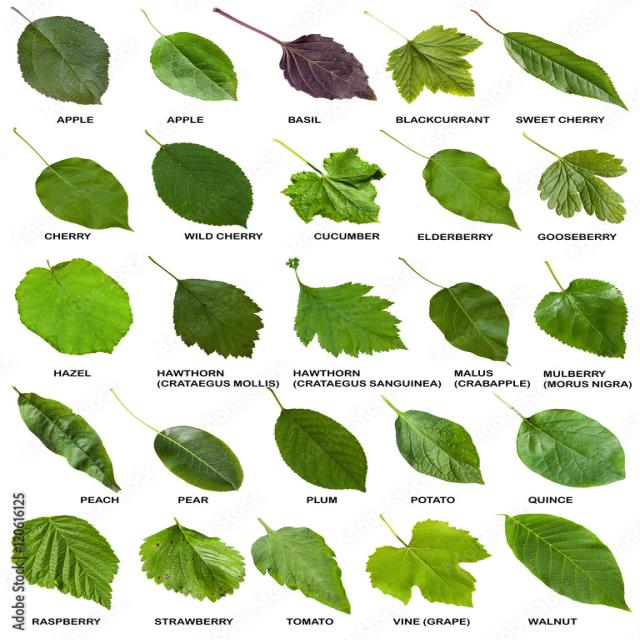 APPLE APPLE BASIL BLACKCURRANT SWEET CHERRY
CHERRY WILD CHERRY CUCUMBER ELDERBERRY GOOSEBERRY
HAZEL HAWTHORN HAWTHORN MALUS MULBERRY
(CRATAEGUS MOLLIS) (CRATAEGUS SANGUINEA) (CRABAPPLE) (MORUS NIGRA)
PEACH PEAR PLUM POTATO QUINCE
RASPBERRY STRAWBERRY TOMATO VINE (GRAPE) WALNUT
Adobe Stock | #120616125